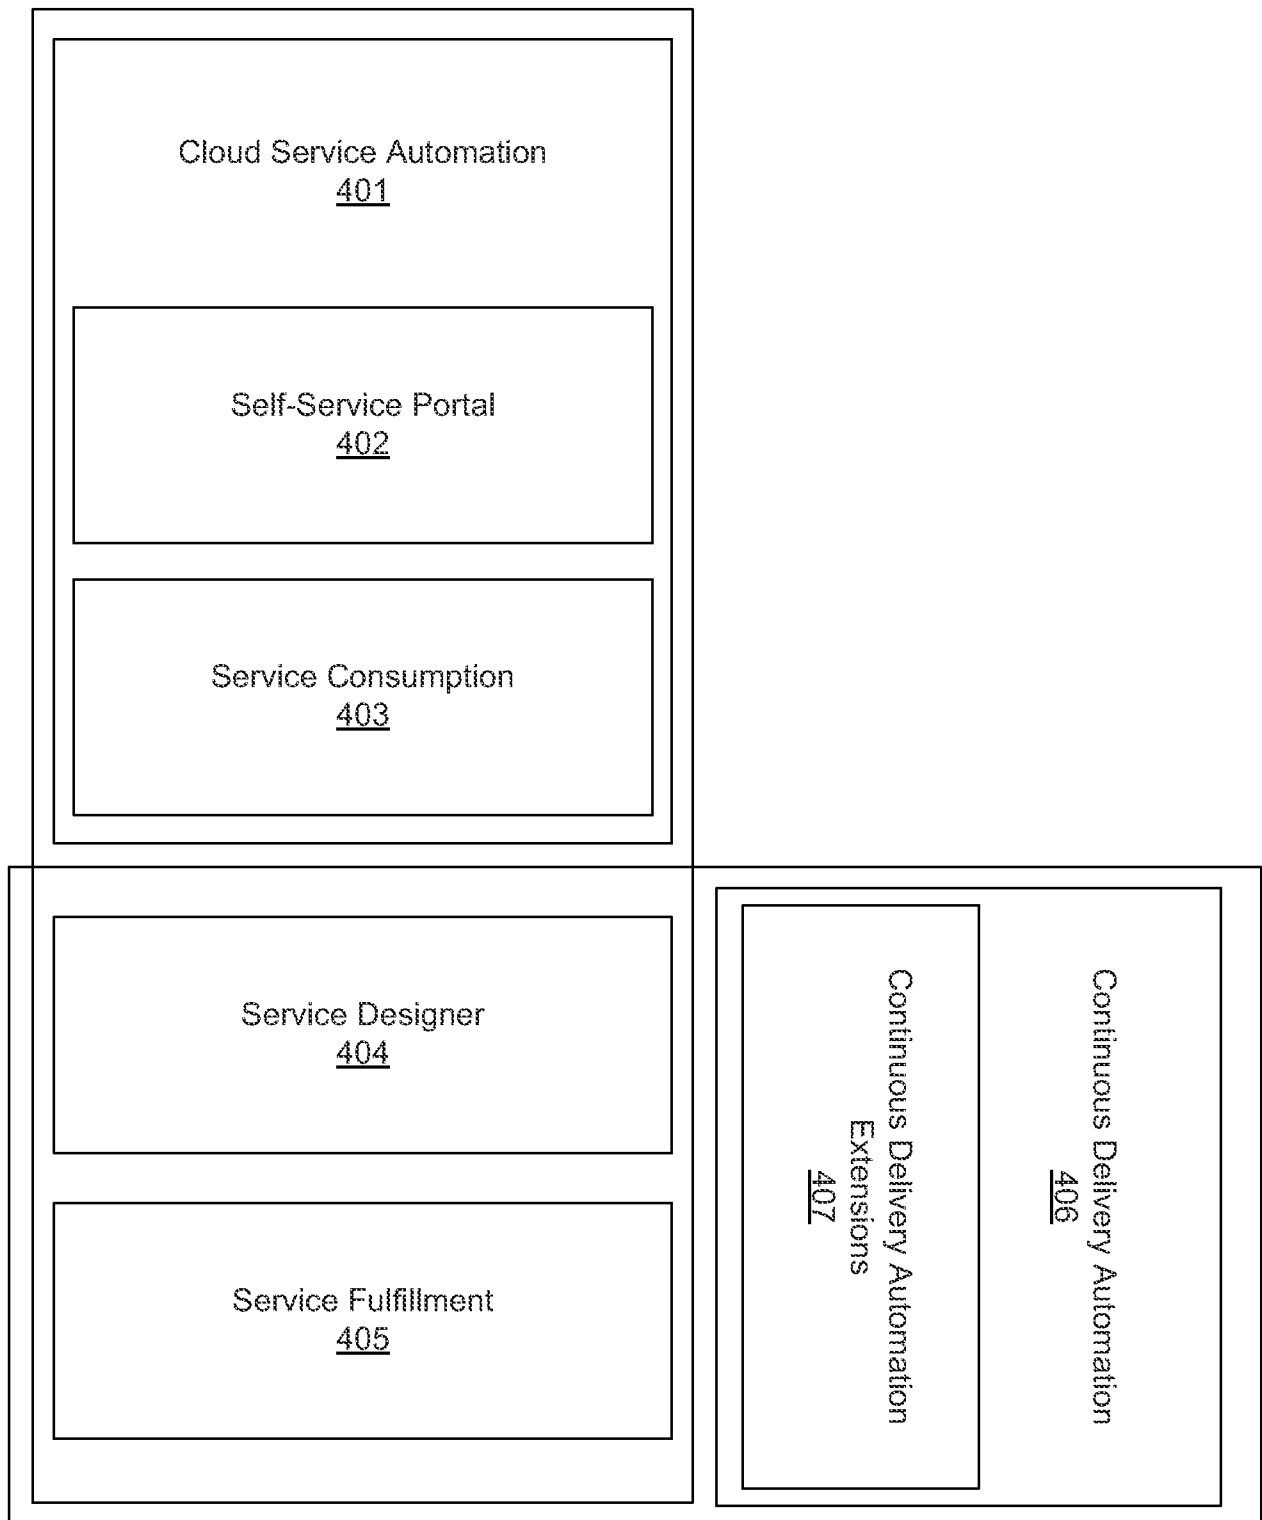 Cloud Service Automation
401
Self-Service Portal
402
Service Consumption
403
Service Designer
404
Service Fulfillment
405
Continuous Delivery Automation
406
Continuous Delivery Automation
Extensions
407